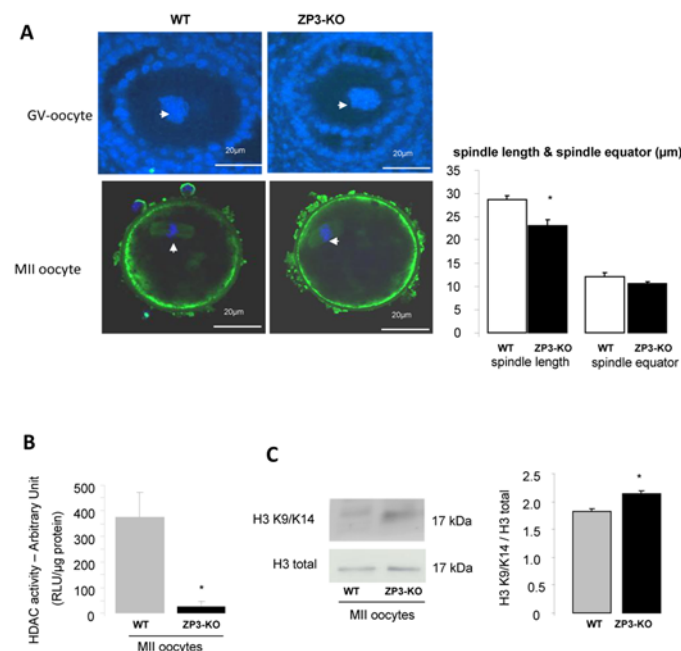 A
WT
ZP3-KO
GV-oocyte
20µm
20µm
MII oocyte
20µm
20µm
spindle length & spindle equator (µm)
35
30
25
20
15
10
5
0
*
WT
ZP3-KO
WT
ZP3-KO
spindle length
spindle equator
B
HDAC activy – Arbitrary Unit
(RLU/µg protein)
500
400
300
200
100
0
*
WT
ZP3-KO
MII oocytes
C
H3 K9/K14
17 kDa
H3 total
17 kDa
WT
ZP3-KO
MII oocytes
H3 K9/K14 / H3 total
2.5
2.0
1.5
1.0
0.5
0
*
WT
ZP3-KO